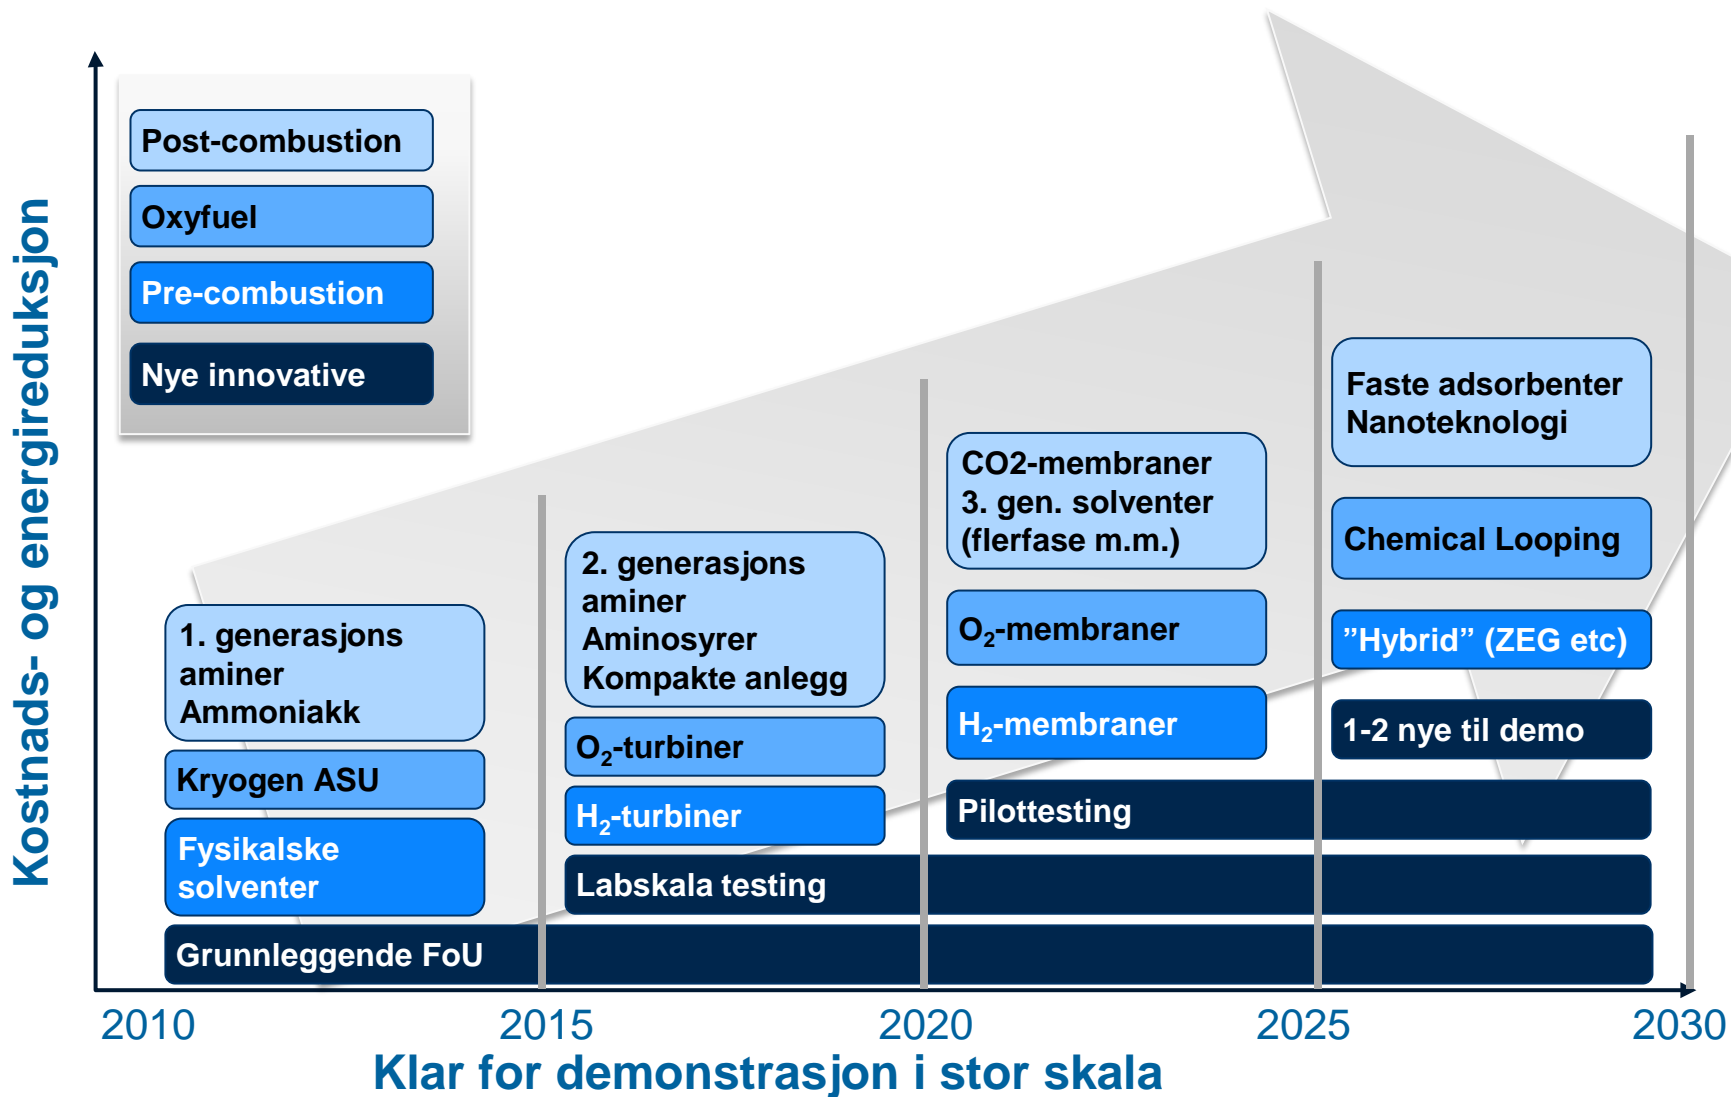 Kostnads- og energireduksjon
Post-combustion
Oxyfuel
Pre-combustion
Nye innovative
1. generasjons
aminer
Ammoniakk
Kryogen ASU
Fysikalske
solventer
Grunnleggende FoU
2. generasjons
aminer
Aminosyrer
Kompakte anlegg
O₂-turbiner
H₂-turbiner
Labskala testing
CO2-membraner
3. gen. solventer
(flerfase m.m.)
O₂-membraner
H₂-membraner
Pilottesting
Faste adsorbenter
Nanoteknologi
Chemical Looping
”Hybrid” (ZEG etc)
1-2 nye til demo
2010 2015 2020 2025 2030
Klar for demonstrasjon i stor skala